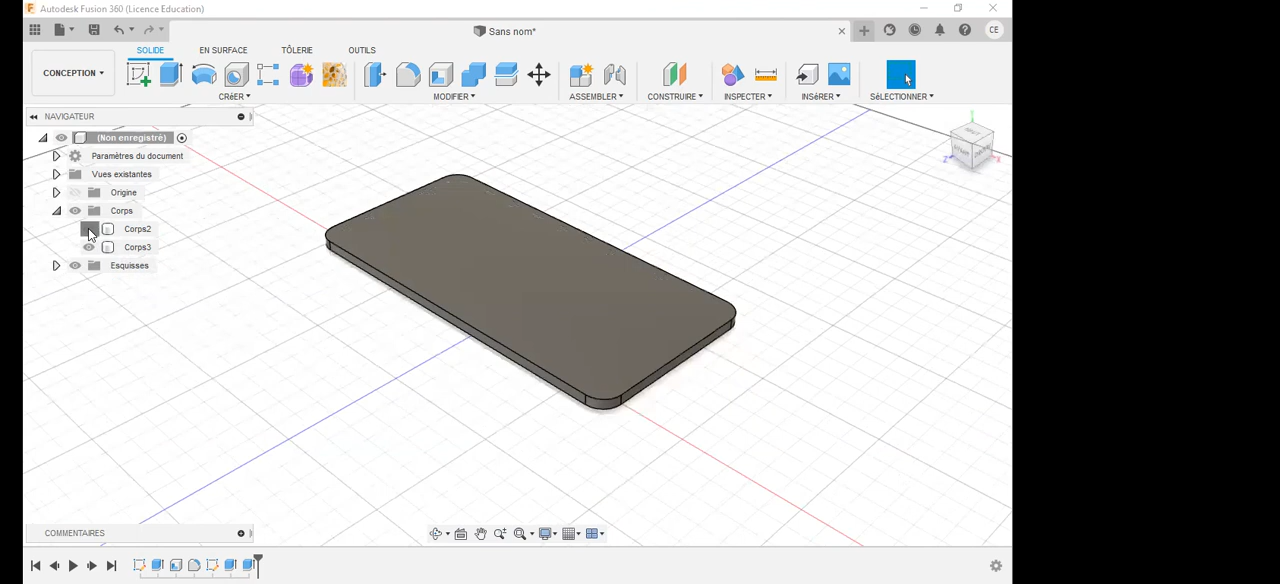 Autodesk Fusion 360 (Licence Education)
Sans nom*
CE
SOLIDE EN SURFACE TÔLERIE OUTILS
CONCEPTION
CRÉER MODIFIER ASSEMBLER CONSTRUIRE INSPECTER INSÉRER SÉLECTIONNER
NAVIGATEUR
(Non enregistré)
Paramètres du document
Vues existantes
Origine
Corps
Corps2
Corps3
Esquisses
Z
X
COMMENTAIRES